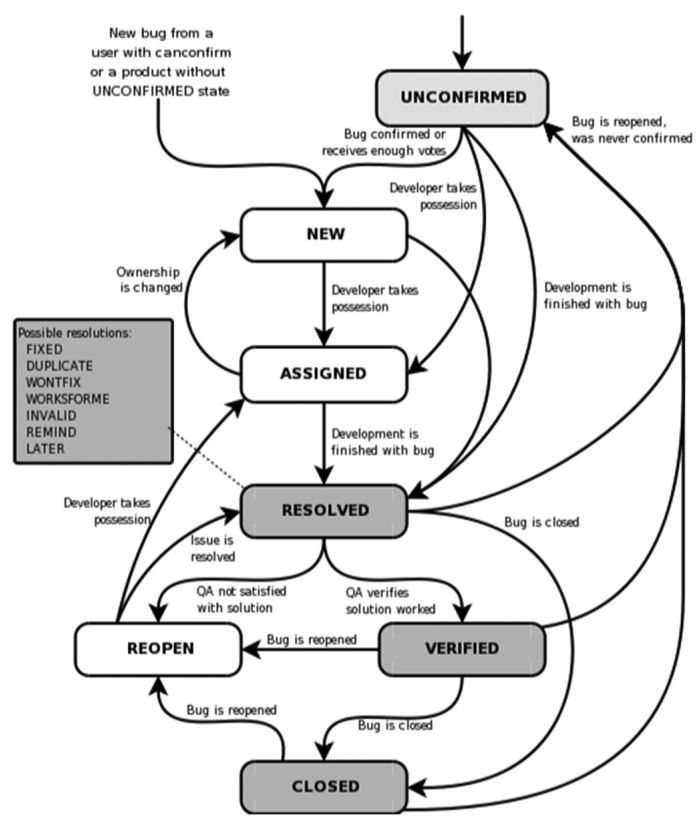 New bug from a
user with canconfirm
or a product without
UNCONFIRMED state
UNCONFIRMED
Bug is reopened,
was never confirmed
Bug confirmed or
receives enough votes
Developer takes
possession
NEW
Ownership
is changed
Developer takes
possession
Development is
finished with bug
Possible resolutions:
FIXED
DUPLICATE
WONTFIX
WORKSFORME
INVALID
REMIND
LATER
ASSIGNED
Development is
finished with bug
RESOLVED
Developer takes
possession
Issue is
resolved
Bug is closed
QA not satisfied
with solution
QA verifies
solution worked
REOPEN
Bug is reopened
VERIFIED
Bug is reopened
Bug is closed
CLOSED